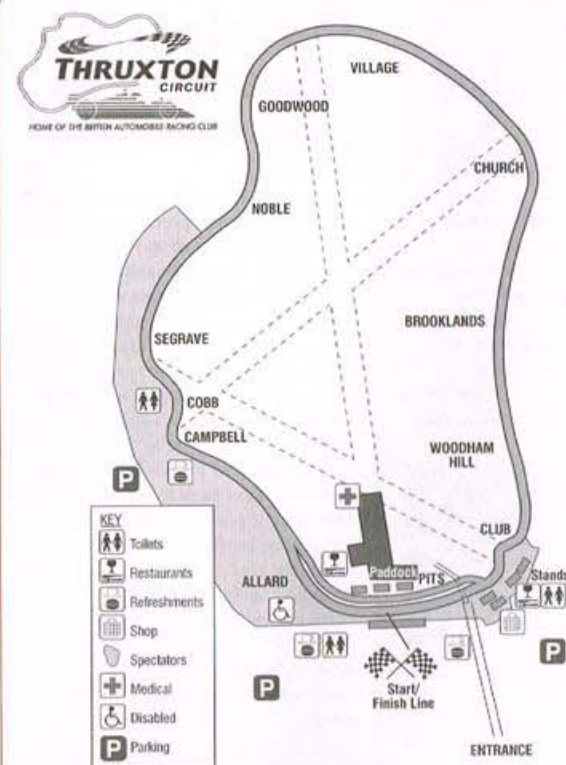 THRUXTON
CIRCUIT
HOME OF THE BRITISH AUTOMOBILE RACING CLUB
VILLAGE
GOODWOOD
CHURCH
NOBLE
BROOKLANDS
SEGRAVE
COBB
CAMPBELL
WOODHAM
HILL
CLUB
P
KEY
Toilets
Restaurants
Refreshments
Shop
Spectators
Medical
Disabled
P Parking
ALLARD
Paddock
PITS
Stands
P
P
Start/
Finish Line
ENTRANCE